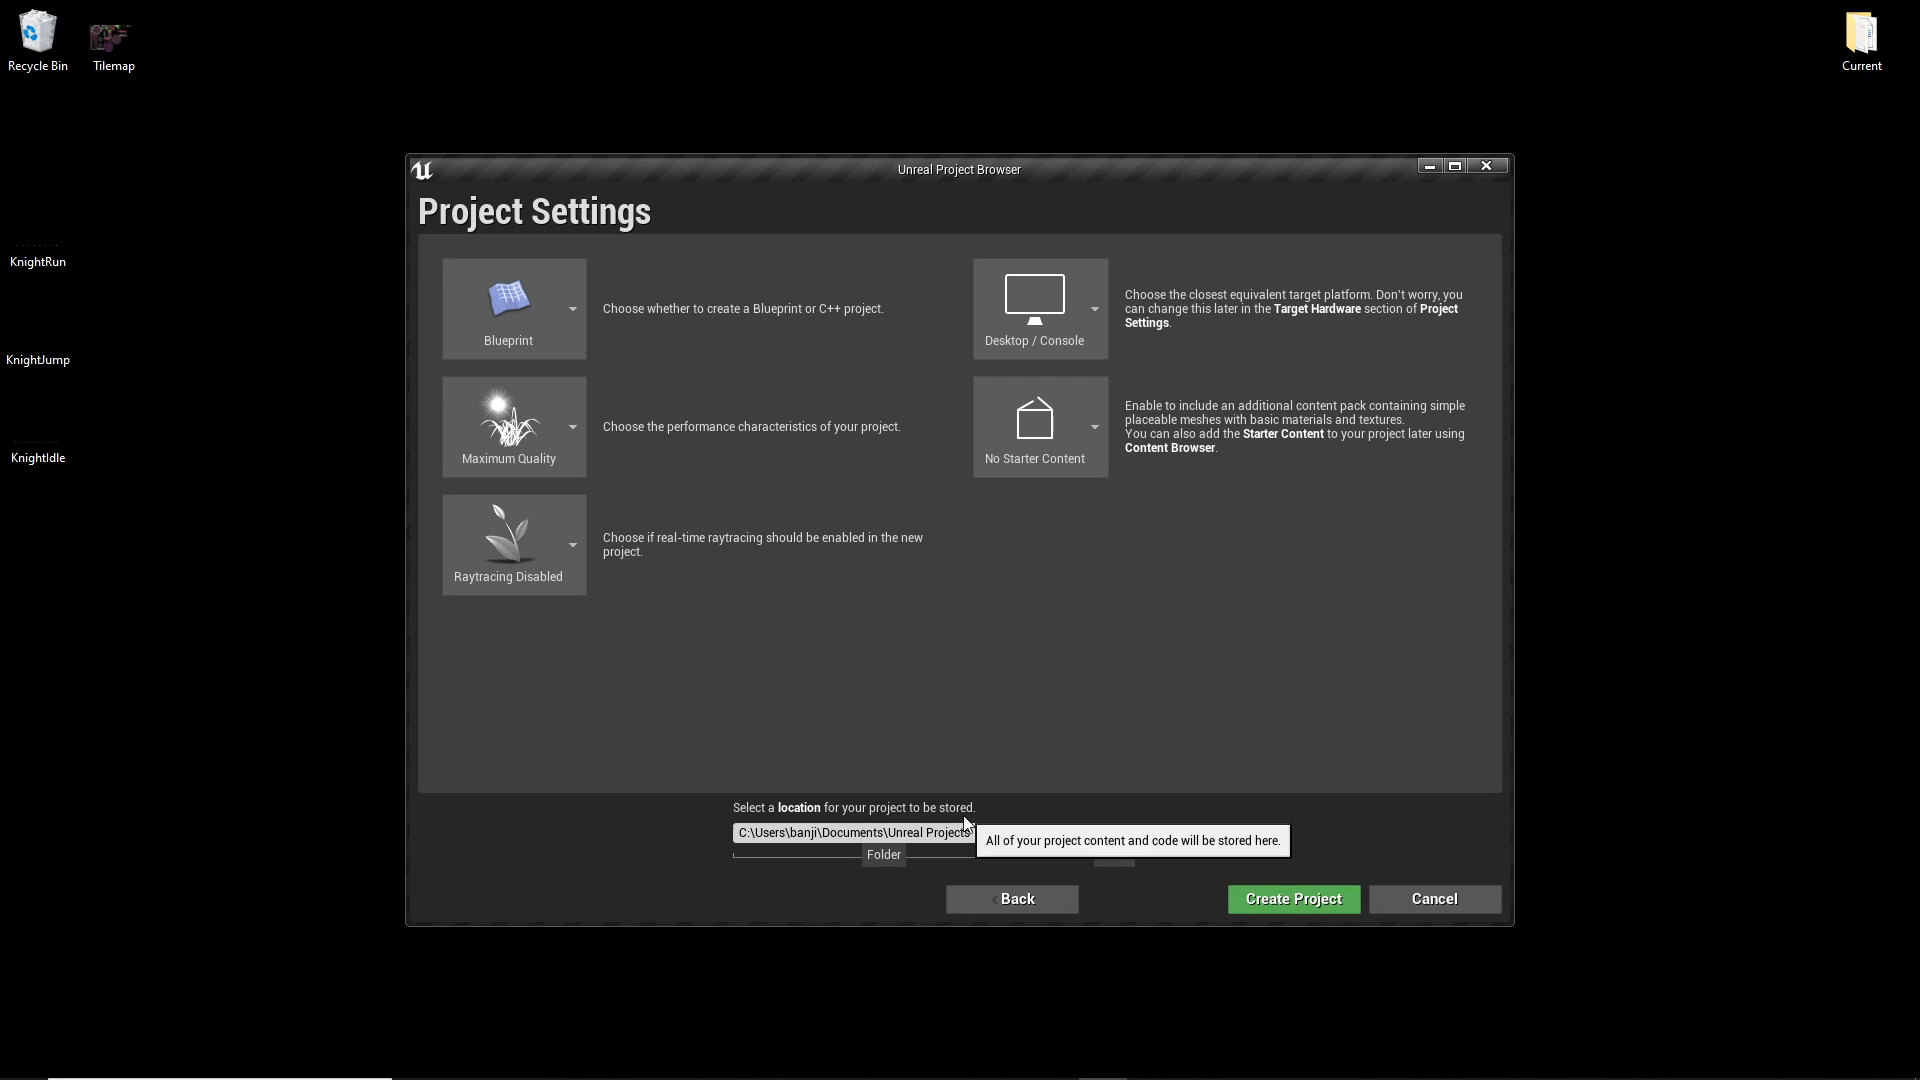 Recycle Bin
Tilemap
Current
KnightRun
KnightJump
KnightIdle
Unreal Project Browser
Project Settings
Blueprint
Choose whether to create a Blueprint or C++ project.
Desktop / Console
Choose the closest equivalent target platform. Don't worry, you
can change this later in the Target Hardware section of Project
Settings.
Maximum Quality
Choose the performance characteristics of your project.
No Starter Content
Enable to include an additional content pack containing simple
placeable meshes with basic materials and textures.
You can also add the Starter Content to your project later using
Content Browser.
Raytracing Disabled
Choose if real-time raytracing should be enabled in the new
project.
Select a location for your project to be stored.
C:\Users\banji\Documents\Unreal Projects
All of your project content and code will be stored here.
Folder
Back
Create Project
Cancel